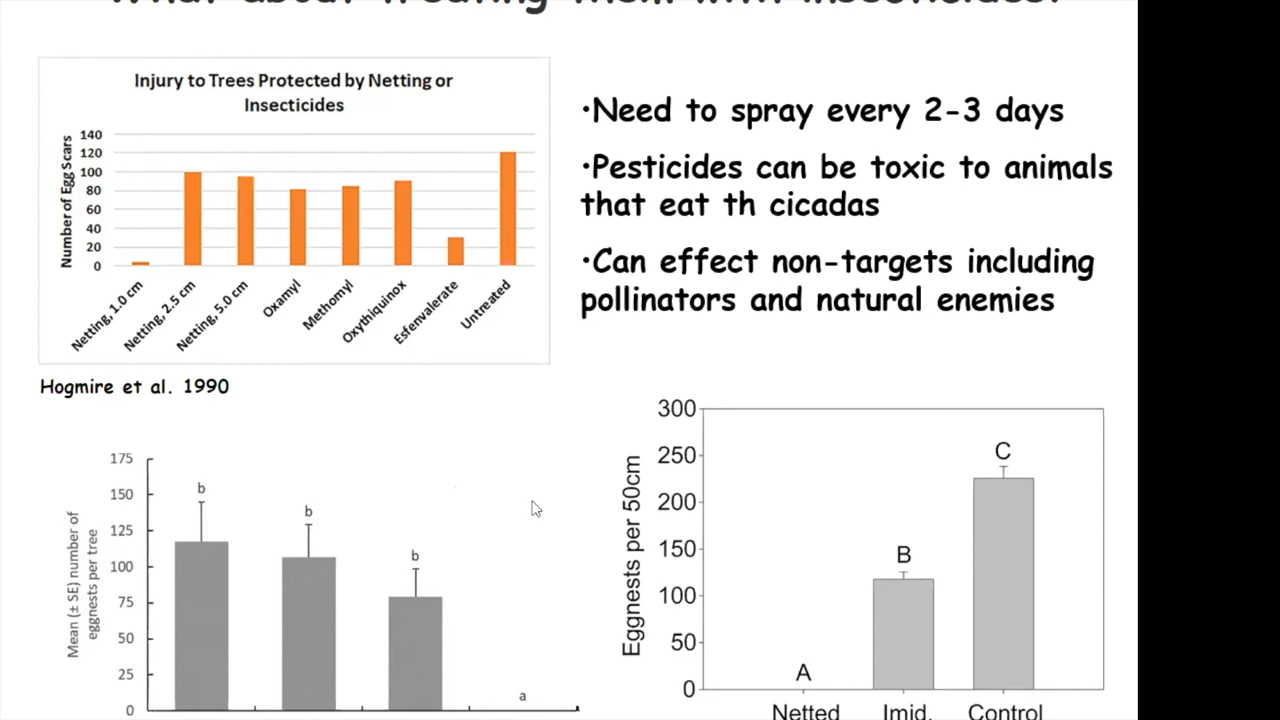 What about treating them with insecticides?
Injury to Trees Protected by Netting or
Insecticides
Number of Egg Scars
140
120
100
80
60
40
20
0
Netting, 1.0 cm
Netting, 2.5 cm
Netting, 5.0 cm
Oxamyl
Methomyl
Oxythiquinox
Esfenvalerate
Untreated
Hogmire et al. 1990
•Need to spray every 2-3 days
•Pesticides can be toxic to animals
that eat th cicadas
•Can effect non-targets including
pollinators and natural enemies
Mean (± SE) number of
eggnests per tree
175
150
125
100
75
50
25
0
b
b
b
a
Eggnests per 50cm
300
250
200
150
100
50
0
A
B
C
Netted
Imid.
Control